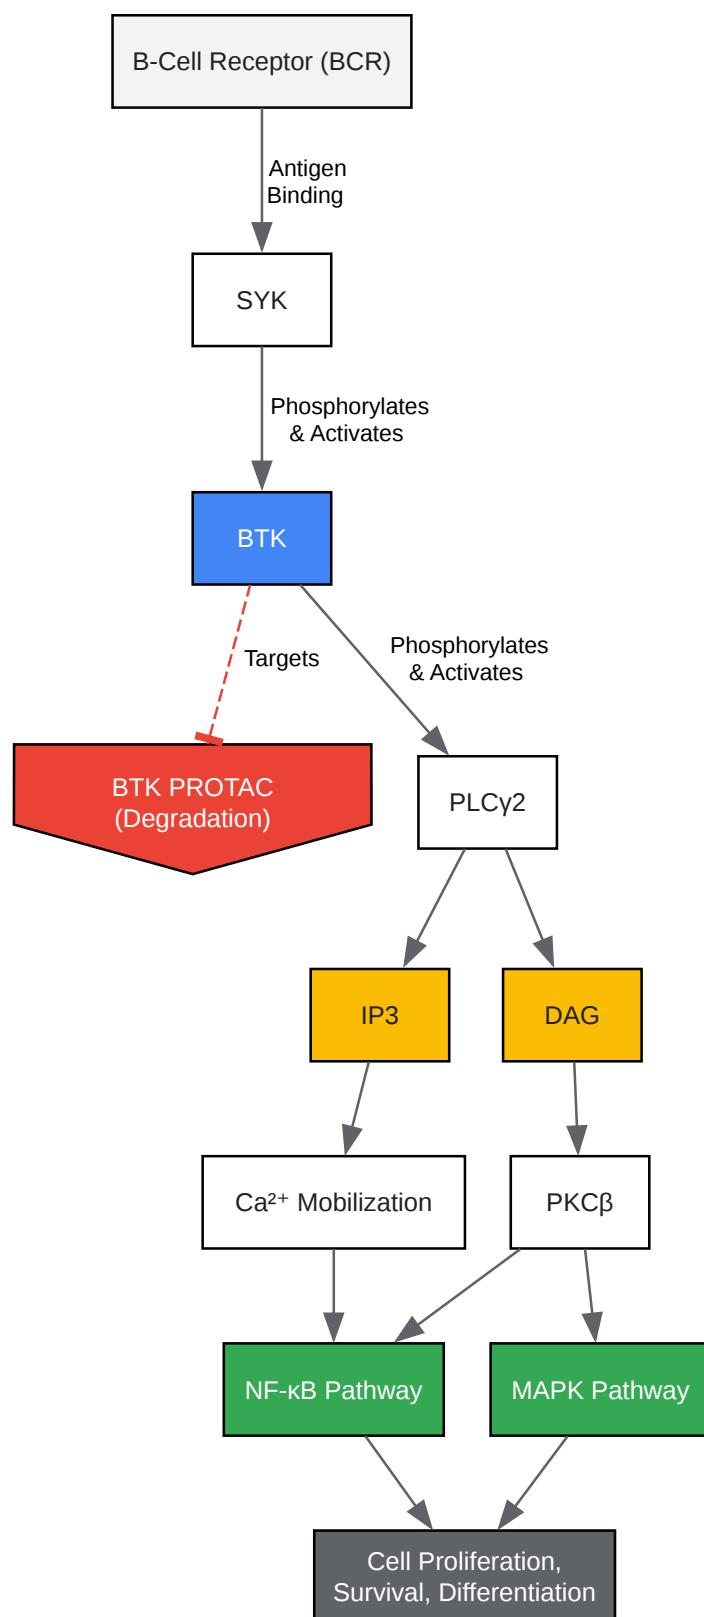 B-Cell Receptor (BCR)
Antigen
Binding
SYK
Phosphorylates
& Activates
BTK
Targets
Phosphorylates
& Activates
BTK PROTAC
(Degradation)
PLCγ2
IP3
DAG
Ca²⁺ Mobilization
PKCβ
NF-κB Pathway
MAPK Pathway
Cell Proliferation,
Survival, Differentiation